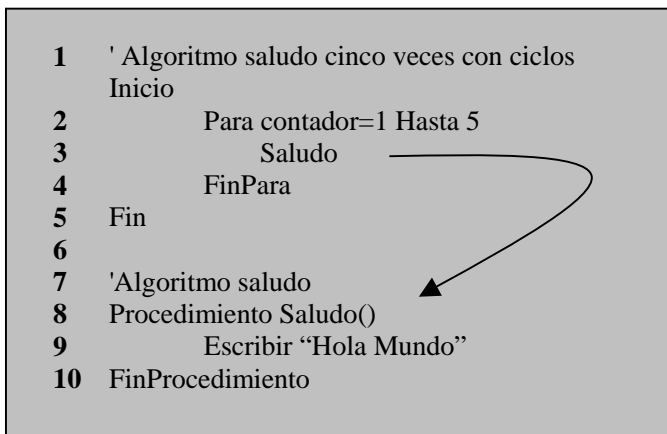 1 ' Algoritmo saludo cinco veces con ciclos
Inicio
2 Para contador=1 Hasta 5
3 Saludo
4 FinPara
5 Fin
6
7 'Algoritmo saludo
8 Procedimiento Saludo()
9 Escribir “Hola Mundo”
10 FinProcedimiento